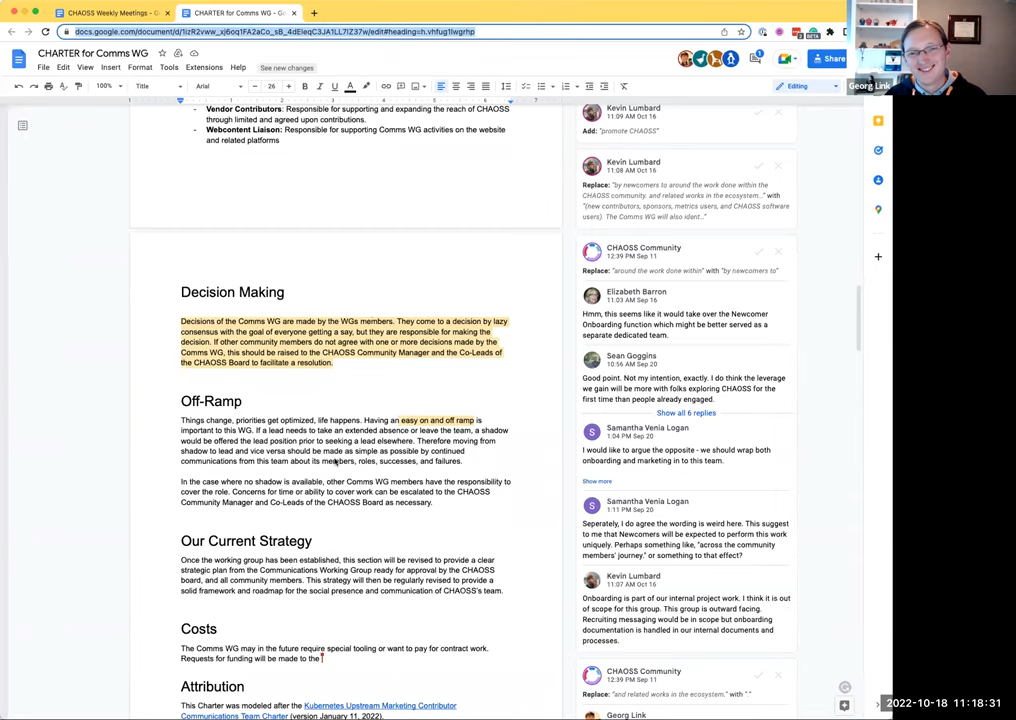 CHAOSS Weekly Meetings - G
CHARTER for Comms WG - Go
docs.google.com/document/d/1izR2vww_xj6oq1FA2aCo_sB_4dEleqC3JA1LL7IZ37w/edit#heading=h.vhfug1lwgrhp
CHARTER for Comms WG
File Edit View Insert Format Tools Extensions Help See new changes
Share
100% Title Arial 26 Editing
Georg Link
Vendor Contributors: Responsible for supporting and expanding the reach of CHAOSS
through limited and agreed upon contributions.
Webcontent Liaison: Responsible for supporting Comms WG activities on the website
and related platforms
Decision Making
Decisions of the Comms WG are made by the WGs members. They come to a decision by lazy
consensus with the goal of everyone getting a say, but they are responsible for making the
decision. If other community members do not agree with one or more decisions made by the
Comms WG, this should be raised to the CHAOSS Community Manager and the Co-Leads of
the CHAOSS Board to facilitate a resolution.
Off-Ramp
Things change, priorities get optimized, life happens. Having an easy on and off ramp is
important to this WG. If a lead needs to take an extended absence or leave the team, a shadow
would be offered the lead position prior to seeking a lead elsewhere. Therefore moving from
shadow to lead and vice versa should be made as simple as possible by continued
communications from this team about its members, roles, successes, and failures.
In the case where no shadow is available, other Comms WG members have the responsibility to
cover the role. Concerns for time or ability to cover work can be escalated to the CHAOSS
Community Manager and Co-Leads of the CHAOSS Board as necessary.
Our Current Strategy
Once the working group has been established, this section will be revised to provide a clear
strategic plan from the Communications Working Group ready for approval by the CHAOSS
board, and all community members. This strategy will then be regularly revised to provide a
solid framework and roadmap for the social presence and communication of CHAOSS's team.
Costs
The Comms WG may in the future require special tooling or want to pay for contract work.
Requests for funding will be made to the
Attribution
This Charter was modeled after the Kubernetes Upstream Marketing Contributor
Communications Team Charter (version January 11, 2022).
Kevin Lumbard
11:09 AM Oct 16
Add: "promote CHAOSS"
Kevin Lumbard
11:08 AM Oct 16
Replace: "by newcomers to around the work done within the
CHAOSS community. and related works in the ecosystem..." with
"(new contributors, sponsors, metrics users, and CHAOSS software
users). The Comms WG will also ident..."
CHAOSS Community
12:39 PM Sep 11
Replace: "around the work done within" with "by newcomers to"
Elizabeth Barron
11:03 AM Sep 16
Hmm, this seems like it would take over the Newcomer
Onboarding function which might be better served as a
separate dedicated team.
Sean Goggins
10:56 AM Sep 20
Good point. Not my intention, exactly. I do think the leverage
we gain will be more with folks exploring CHAOSS for the
first time than people already engaged.
Show all 6 replies
S Samantha Venia Logan
1:04 PM Sep 20
I would like to argue the opposite - we should wrap both
onboarding and marketing in to this team.
Show more
S Samantha Venia Logan
1:11 PM Sep 20
Seperately, I do agree the wording is weird here. This suggest
to me that Newcomers will be expected to perform this work
uniquely. Perhaps something like, "across the community
members' journey." or something to that effect?
Kevin Lumbard
11:07 AM Oct 16
Onboarding is part of our internal project work. I think it is out
of scope for this group. This group is outward facing.
Recruiting messaging would be in scope but onboarding
documentation is handled in our internal documents and
processes.
CHAOSS Community
12:39 PM Sep 11
Replace: "and related works in the ecosystem." with "."
Georg Link
2022-10-18 11:18:31